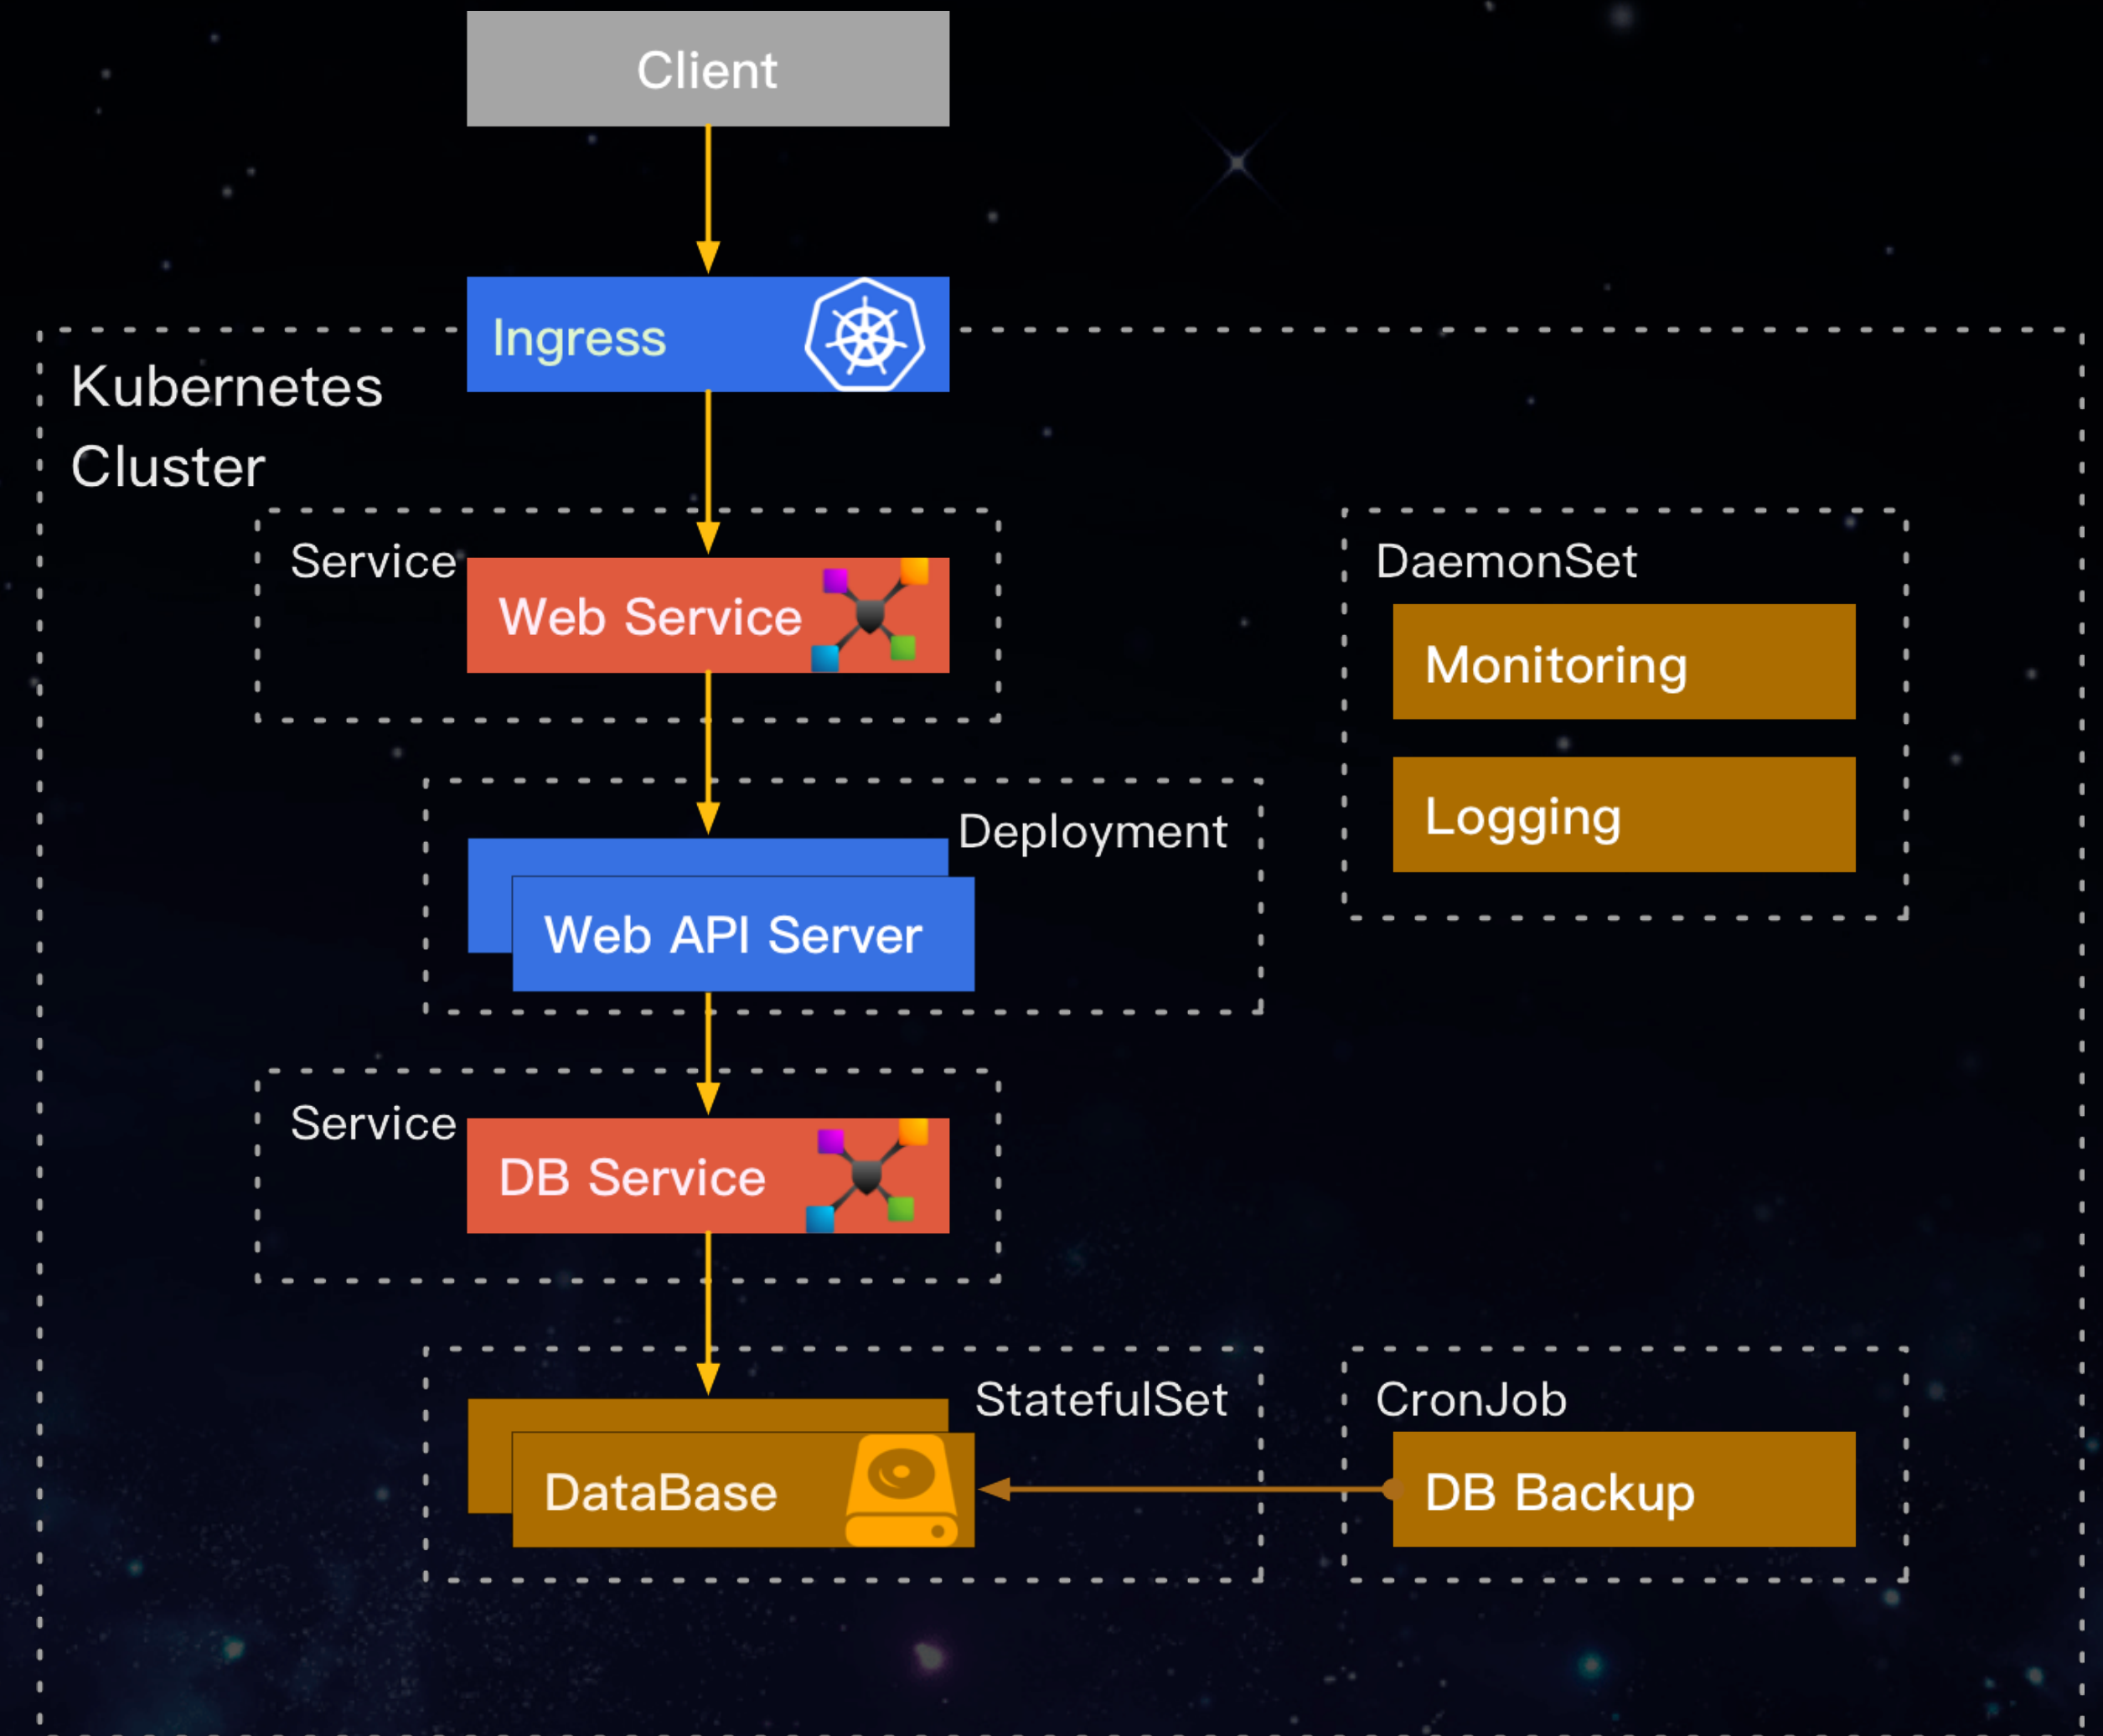 Client
Ingress
Kubernetes
Cluster
Service
Web Service
DaemonSet
Monitoring
Logging
Deployment
Web API Server
Service
DB Service
StatefulSet
DataBase
CronJob
DB Backup